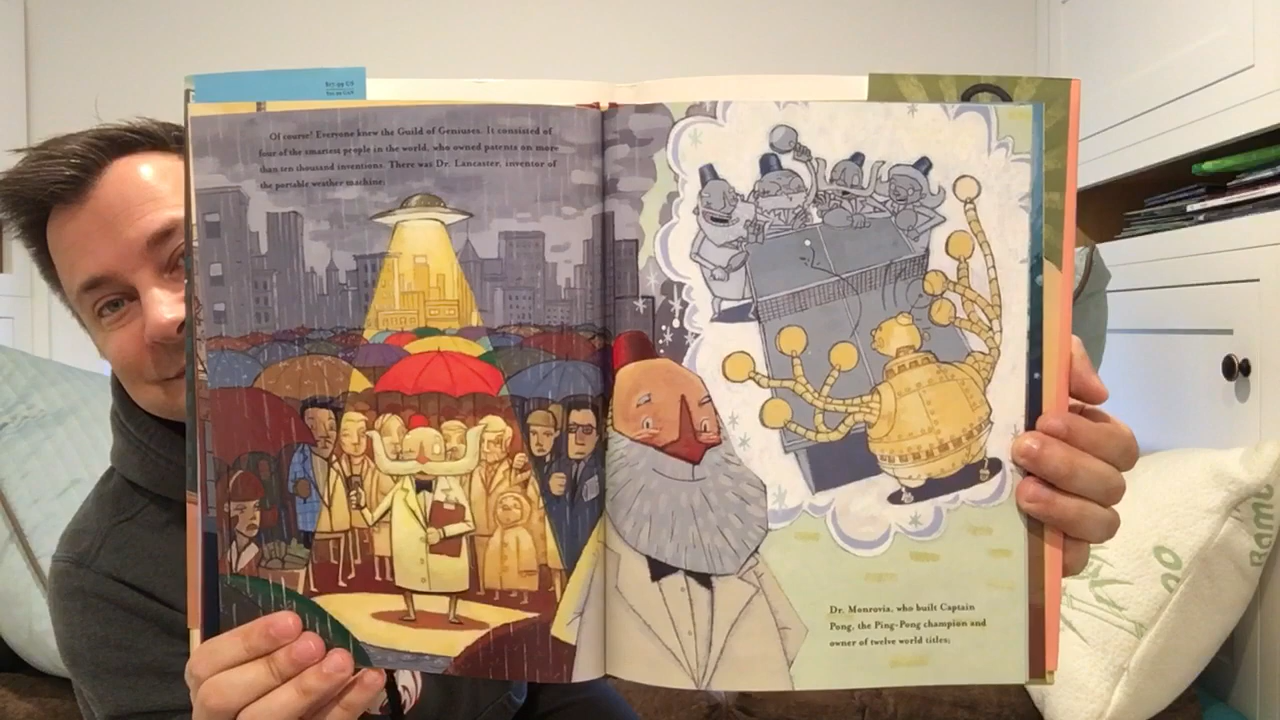 Of course! Everyone knew the Guild of Geniuses. It consisted of
four of the smartest people in the world, who owned patents on more
than ten thousand inventions. There was Dr. Lancaster, inventor of
the portable weather machine;
Dr. Monrovia, who built Captain
Pong, the Ping-Pong champion and
owner of twelve world titles;